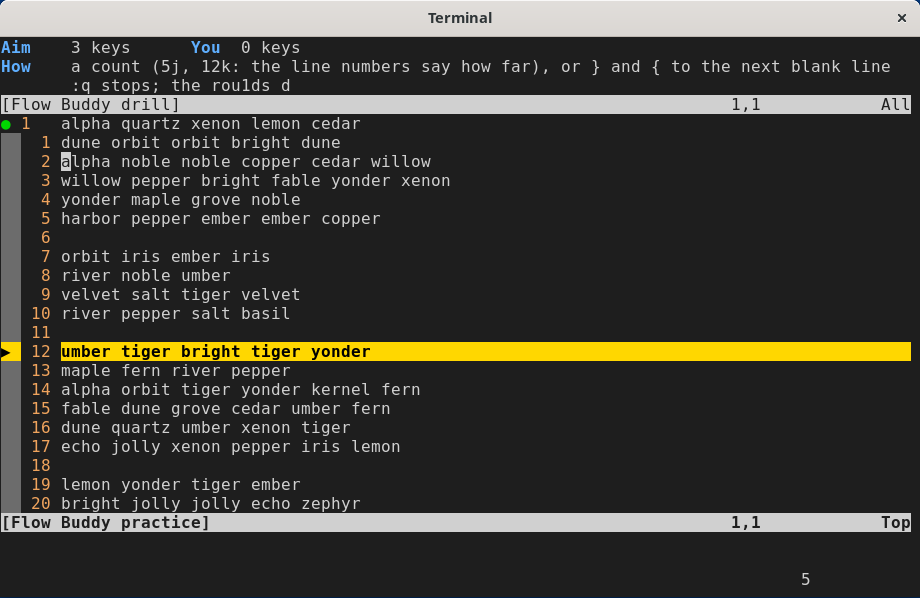 Terminal ×
Aim    3 keys      You  0 keys
How    a count (5j, 12k: the line numbers say how far), or } and { to the next blank line
       :q stops; the rou1ds d
[Flow Buddy drill]                                                       1,1            All
● 1   alpha quartz xenon lemon cedar
    1 dune orbit orbit bright dune
    2 alpha noble noble copper cedar willow
    3 willow pepper bright fable yonder xenon
    4 yonder maple grove noble
    5 harbor pepper ember ember copper
    6
    7 orbit iris ember iris
    8 river noble umber
    9 velvet salt tiger velvet
   10 river pepper salt basil
   11
▶  12 umber tiger bright tiger yonder
   13 maple fern river pepper
   14 alpha orbit tiger yonder kernel fern
   15 fable dune grove cedar umber fern
   16 dune quartz umber xenon tiger
   17 echo jolly xenon pepper iris lemon
   18
   19 lemon yonder tiger ember
   20 bright jolly jolly echo zephyr
[Flow Buddy practice]                                                    1,1            Top
5